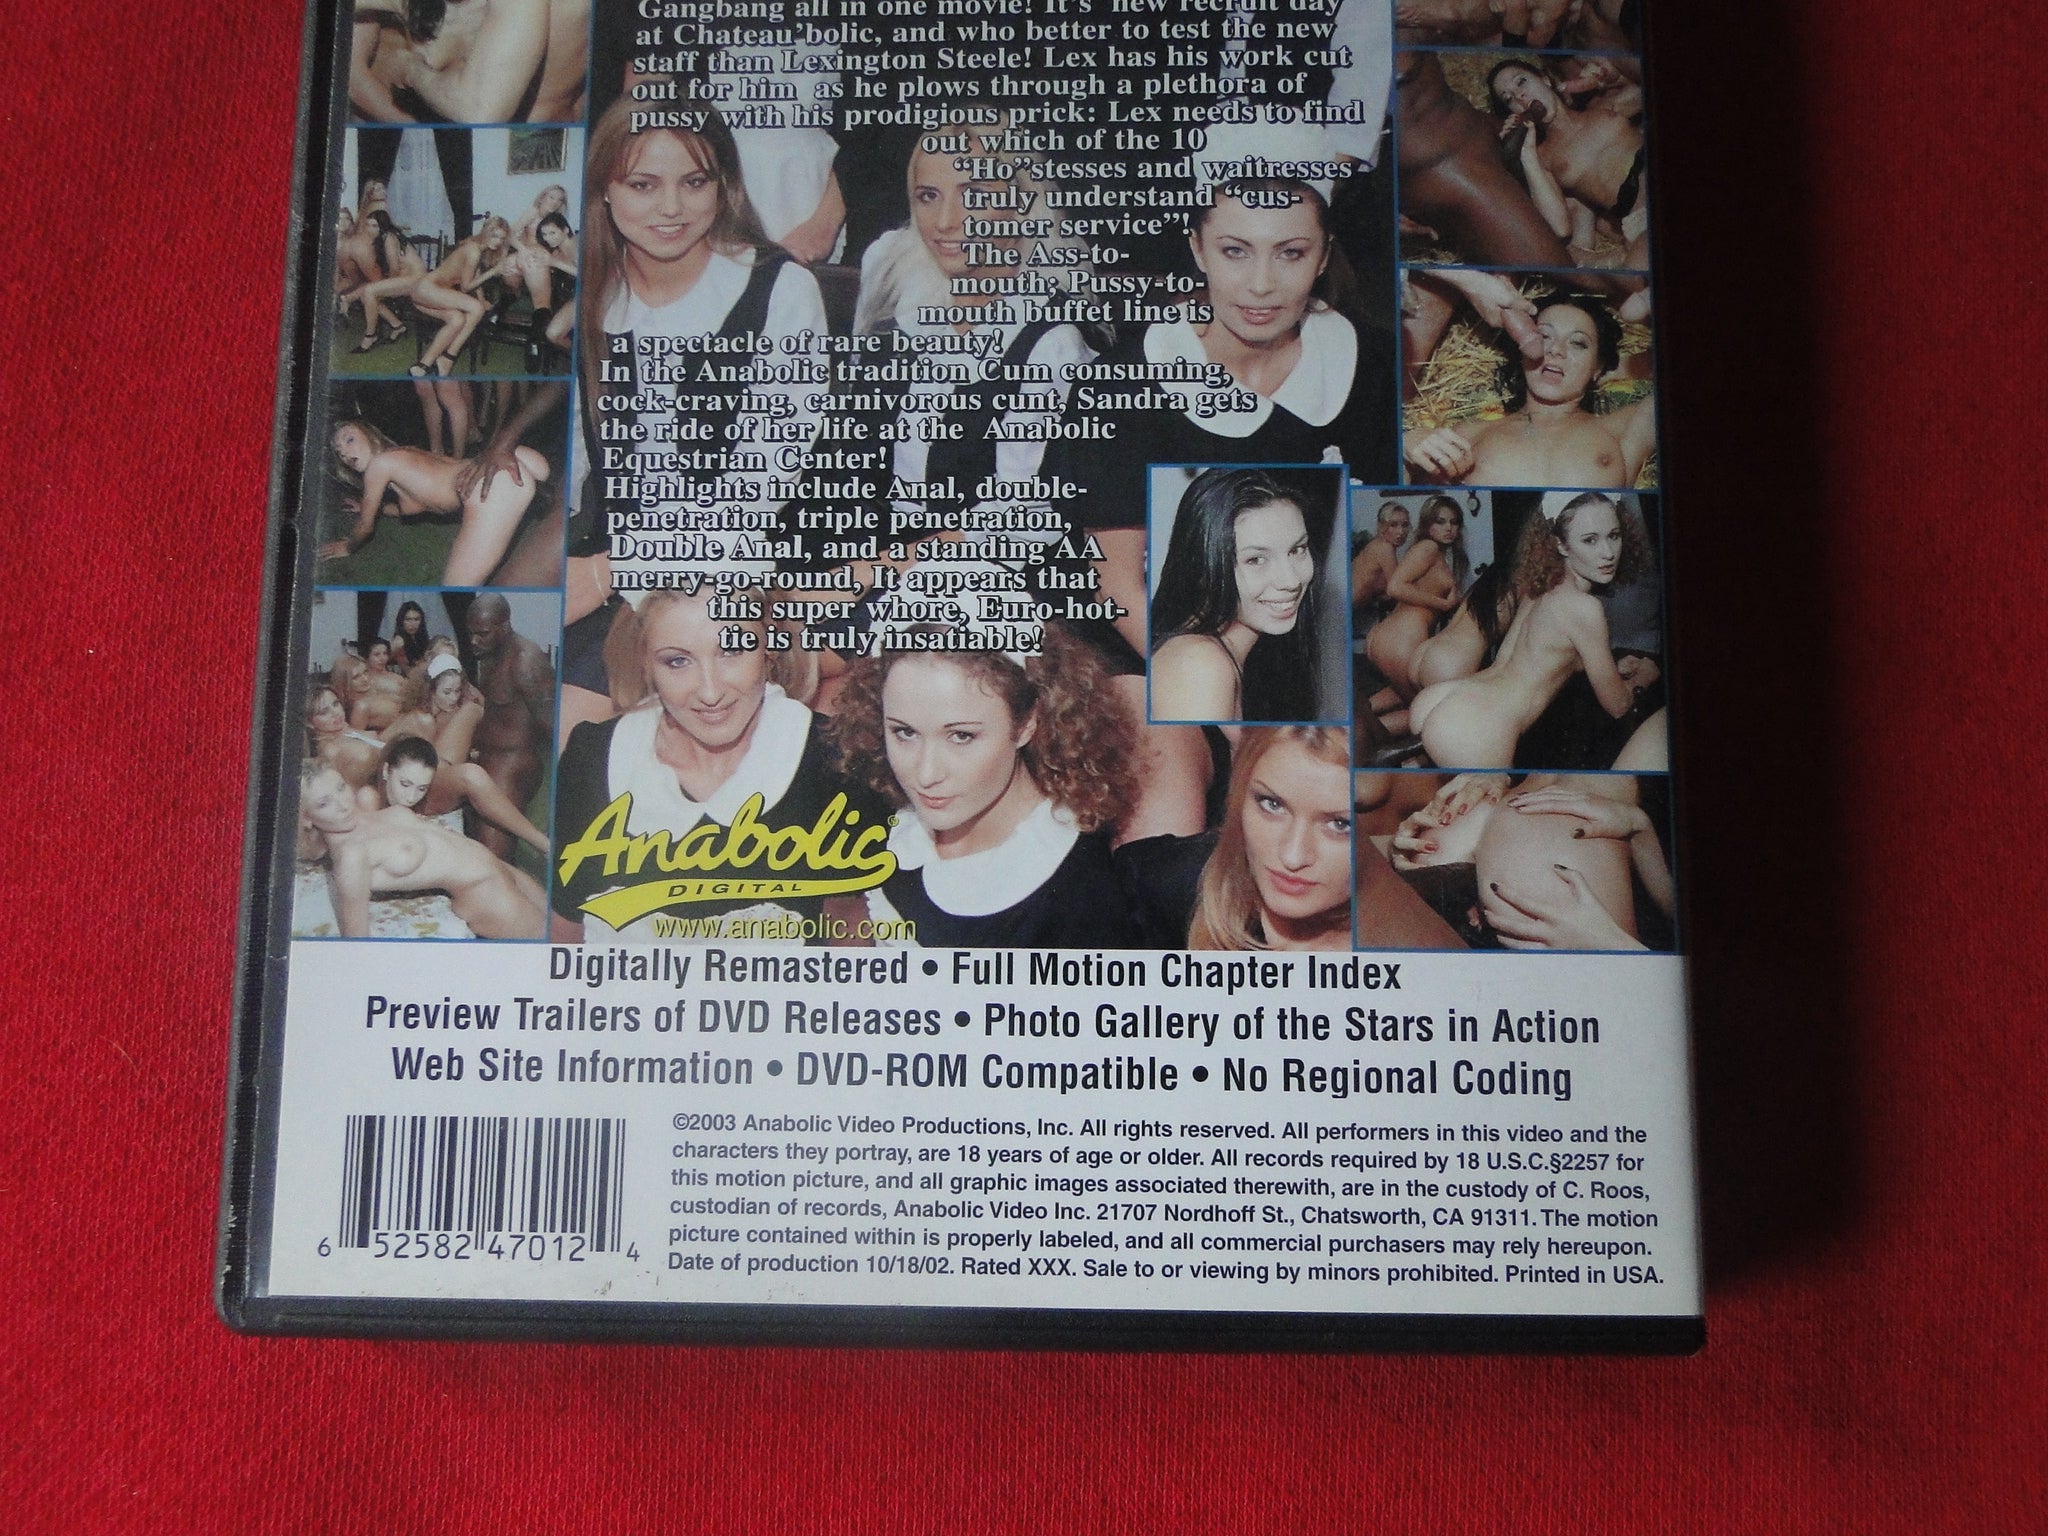 Gangbang all in one movie! It's new recruit day
at Chateau'bolic, and who better to test the new
staff than Lexington Steele! Lex has his work cut
out for him as he plows through a plethora of
pussy with his prodigious prick: Lex needs to find
out which of the 10
“Ho”stesses and waitresses
truly understand “cus-
tomer service”!
The Ass-to-
mouth; Pussy-to-
mouth buffet line is
a spectacle of rare beauty!
In the Anabolic tradition Cum consuming,
cock-craving, carnivorous cunt, Sandra gets
the ride of her life at the Anabolic
Equestrian Center!
Highlights include Anal, double-
penetration, triple penetration,
Double Anal, and a standing AA
merry-go-round, It appears that
this super whore, Euro-hot-
tie is truly insatiable!
Anabolic®
DIGITAL
www.anabolic.com
Digitally Remastered • Full Motion Chapter Index
Preview Trailers of DVD Releases • Photo Gallery of the Stars in Action
Web Site Information • DVD-ROM Compatible • No Regional Coding
©2003 Anabolic Video Productions, Inc. All rights reserved. All performers in this video and the
characters they portray, are 18 years of age or older. All records required by 18 U.S.C.§2257 for
this motion picture, and all graphic images associated therewith, are in the custody of C. Roos,
custodian of records, Anabolic Video Inc. 21707 Nordhoff St., Chatsworth, CA 91311. The motion
picture contained within is properly labeled, and all commercial purchasers may rely hereupon.
Date of production 10/18/02. Rated XXX. Sale to or viewing by minors prohibited. Printed in USA.
6 52582 47012 4